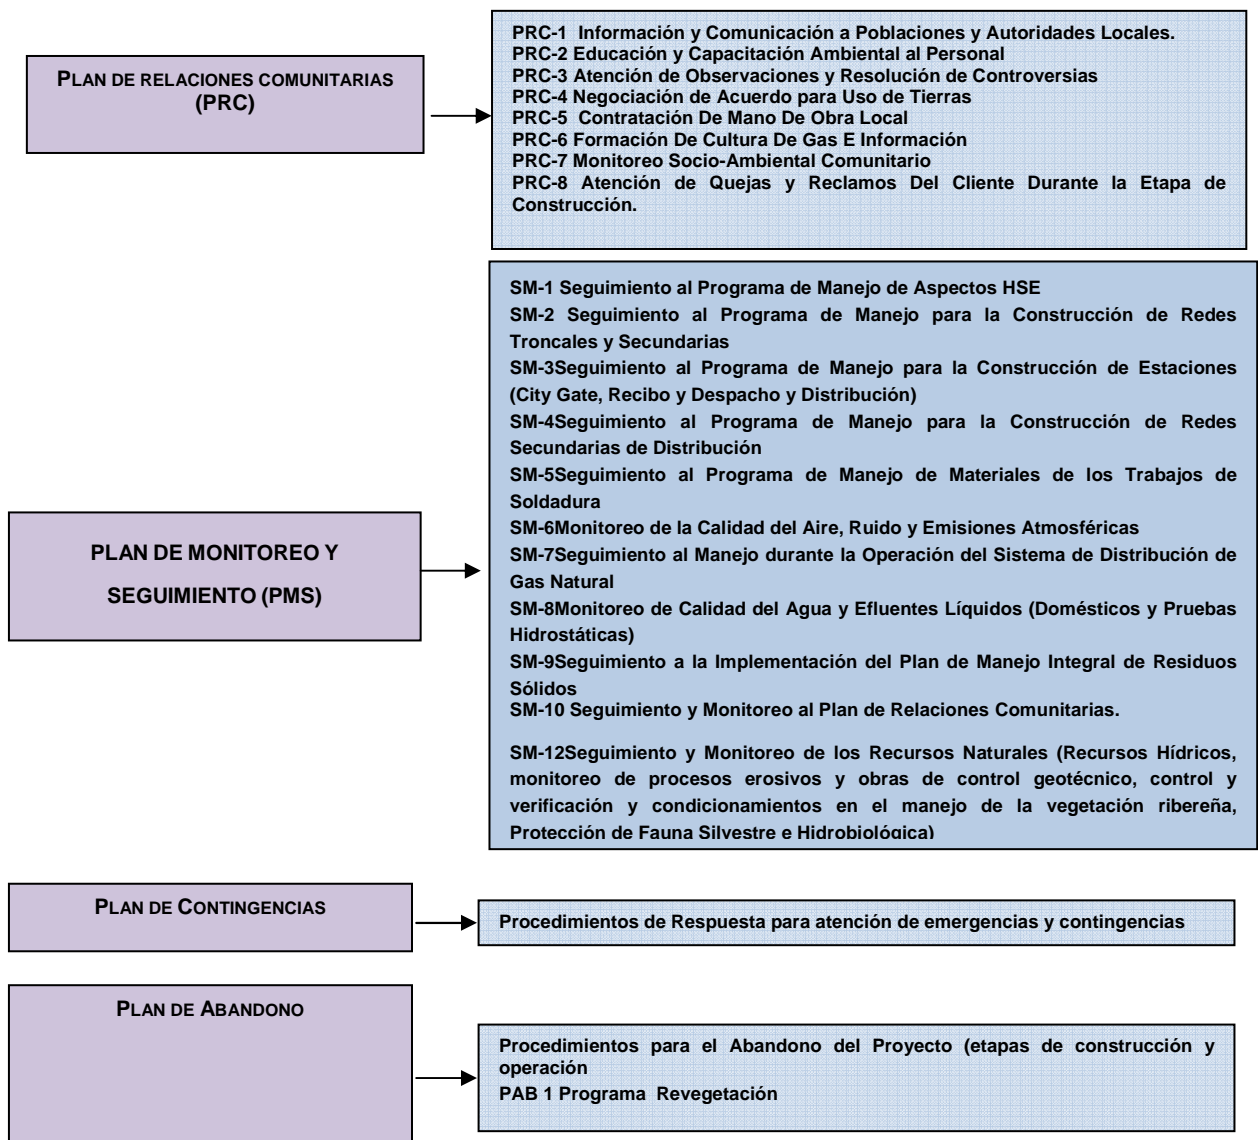 PLAN DE RELACIONES COMUNITARIAS
(PRC)
PRC-1 Información y Comunicación a Poblaciones y Autoridades Locales.
PRC-2 Educación y Capacitación Ambiental al Personal
PRC-3 Atención de Observaciones y Resolución de Controversias
PRC-4 Negociación de Acuerdo para Uso de Tierras
PRC-5 Contratación De Mano De Obra Local
PRC-6 Formación De Cultura De Gas E Información
PRC-7 Monitoreo Socio-Ambiental Comunitario
PRC-8 Atención de Quejas y Reclamos Del Cliente Durante la Etapa de
Construcción.
PLAN DE MONITOREO Y
SEGUIMIENTO (PMS)
SM-1 Seguimiento al Programa de Manejo de Aspectos HSE
SM-2 Seguimiento al Programa de Manejo para la Construcción de Redes
Troncales y Secundarias
SM-3Seguimiento al Programa de Manejo para la Construcción de Estaciones
(City Gate, Recibo y Despacho y Distribución)
SM-4Seguimiento al Programa de Manejo para la Construcción de Redes
Secundarias de Distribución
SM-5Seguimiento al Programa de Manejo de Materiales de los Trabajos de
Soldadura
SM-6Monitoreo de la Calidad del Aire, Ruido y Emisiones Atmosféricas
SM-7Seguimiento al Manejo durante la Operación del Sistema de Distribución de
Gas Natural
SM-8Monitoreo de Calidad del Agua y Efluentes Líquidos (Domésticos y Pruebas
Hidrostáticas)
SM-9Seguimiento a la Implementación del Plan de Manejo Integral de Residuos
Sólidos
SM-10 Seguimiento y Monitoreo al Plan de Relaciones Comunitarias.
SM-12Seguimiento y Monitoreo de los Recursos Naturales (Recursos Hídricos,
monitoreo de procesos erosivos y obras de control geotécnico, control y
verificación y condicionamientos en el manejo de la vegetación ribereña,
Protección de Fauna Silvestre e Hidrobiológica)
PLAN DE CONTINGENCIAS
Procedimientos de Respuesta para atención de emergencias y contingencias
PLAN DE ABANDONO
Procedimientos para el Abandono del Proyecto (etapas de construcción y
operación
PAB 1 Programa Revegetación